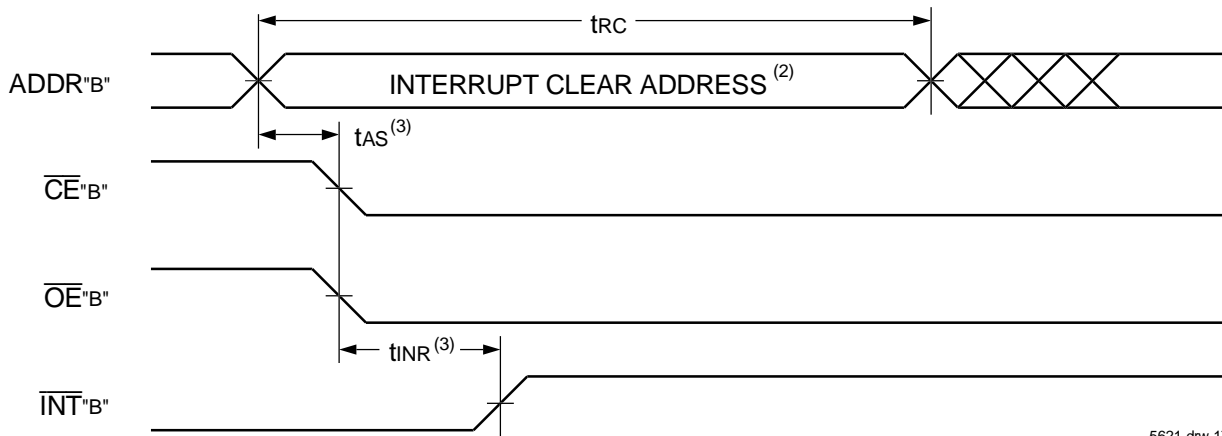 tRC
ADDR"B"
INTERRUPT CLEAR ADDRESS (2)
tAS (3)
CE"B"
OE"B"
tINR (3)
INT"B"